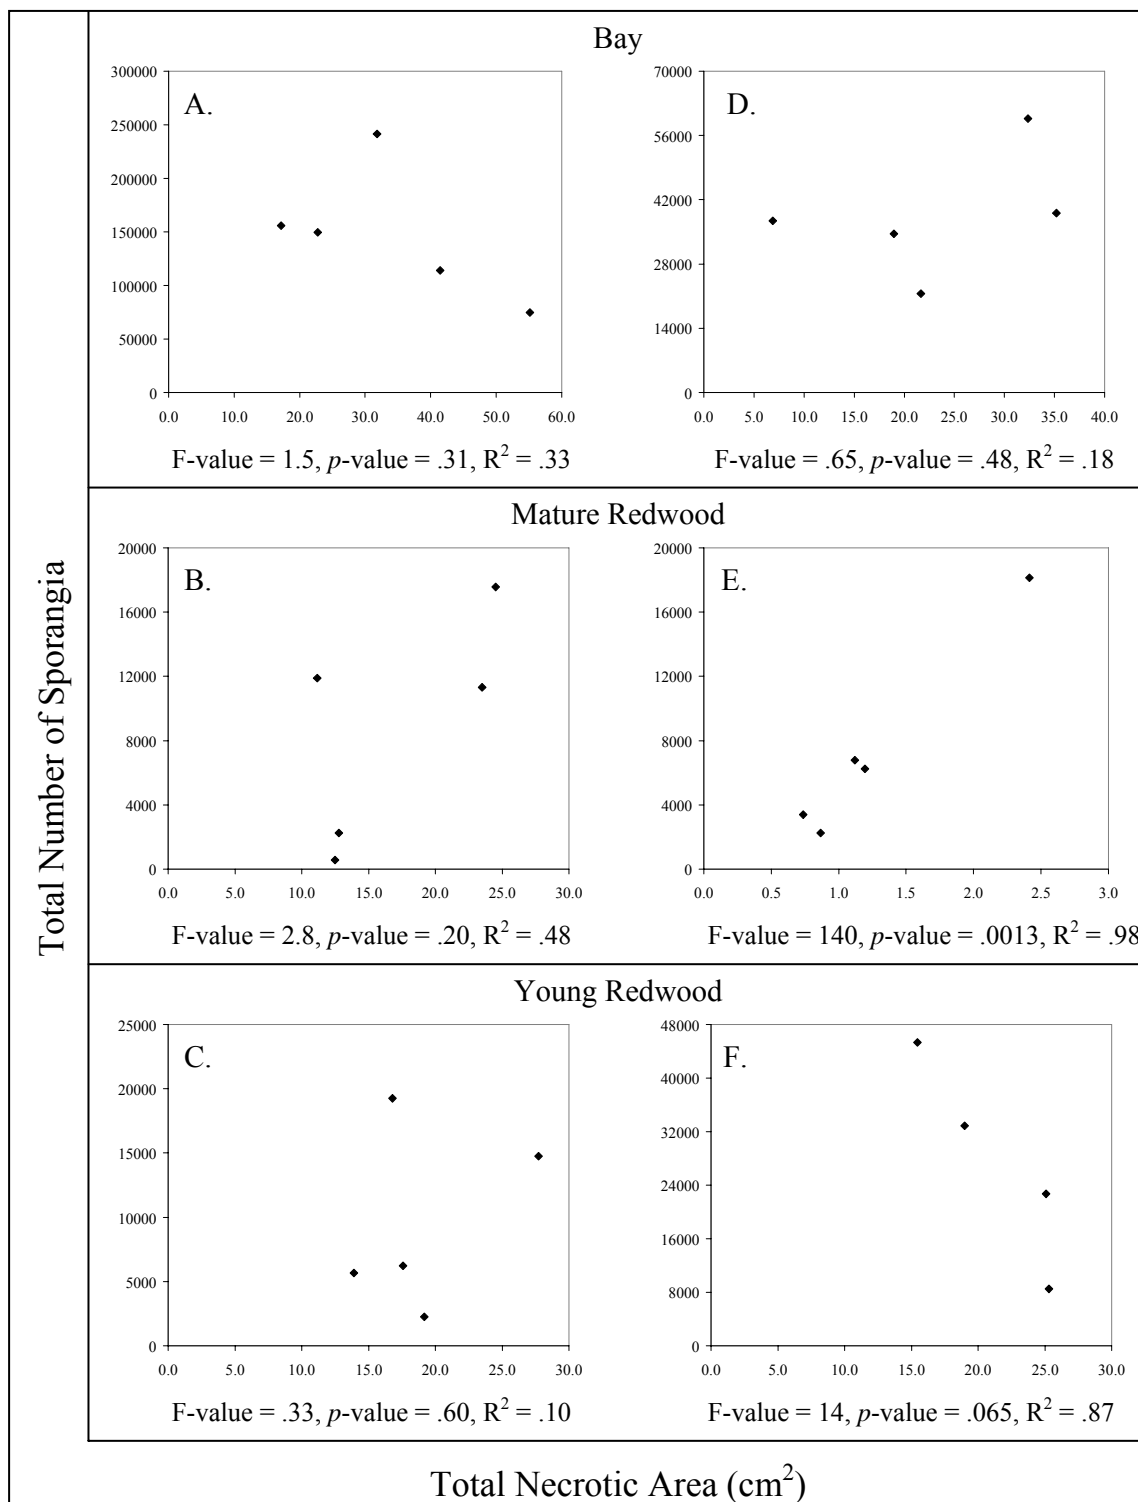 Total Number of Sporangia
Bay
A.
300000
250000
200000
150000
100000
50000
0
0.0 10.0 20.0 30.0 40.0 50.0 60.0
F-value = 1.5, p-value = .31, R² = .33
D.
70000
56000
42000
28000
14000
0
0.0 5.0 10.0 15.0 20.0 25.0 30.0 35.0 40.0
F-value = .65, p-value = .48, R² = .18
Mature Redwood
B.
20000
16000
12000
8000
4000
0
0.0 5.0 10.0 15.0 20.0 25.0 30.0
F-value = 2.8, p-value = .20, R² = .48
E.
20000
16000
12000
8000
4000
0
0.0 0.5 1.0 1.5 2.0 2.5 3.0
F-value = 140, p-value = .0013, R² = .98
Young Redwood
C.
25000
20000
15000
10000
5000
0
0.0 5.0 10.0 15.0 20.0 25.0 30.0
F-value = .33, p-value = .60, R² = .10
F.
48000
40000
32000
24000
16000
8000
0
0.0 5.0 10.0 15.0 20.0 25.0 30.0
F-value = 14, p-value = .065, R² = .87
Total Necrotic Area (cm²)